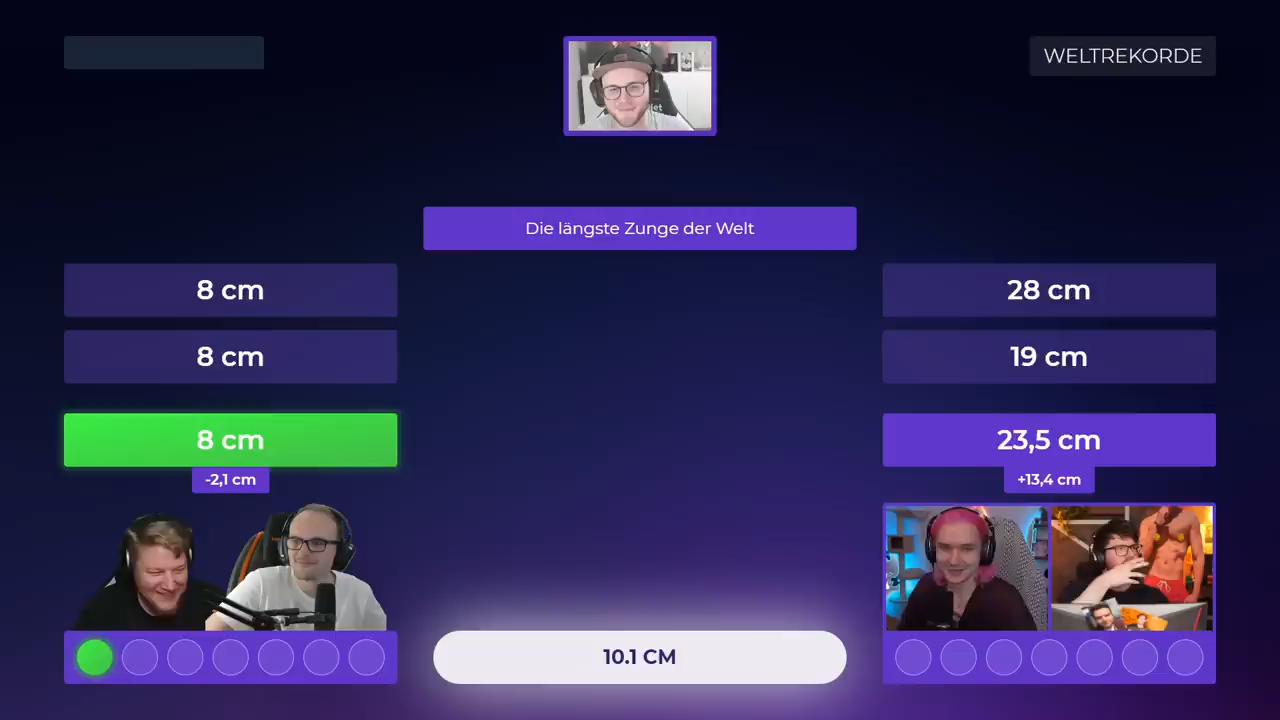 WELTREKORDE
Die längste Zunge der Welt
8 cm
28 cm
8 cm
19 cm
8 cm
23,5 cm
-2,1 cm
+13,4 cm
10.1 CM